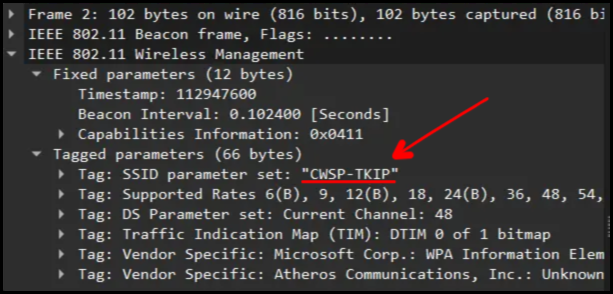 Frame 2: 102 bytes on wire (816 bits), 102 bytes captured (816 bi
IEEE 802.11 Beacon frame, Flags: ........
IEEE 802.11 Wireless Management
Fixed parameters (12 bytes)
Timestamp: 112947600
Beacon Interval: 0.102400 [Seconds]
Capabilities Information: 0x0411
Tagged parameters (66 bytes)
Tag: SSID parameter set: "CWSP-TKIP"
Tag: Supported Rates 6(B), 9, 12(B), 18, 24(B), 36, 48, 54,
Tag: DS Parameter set: Current Channel: 48
Tag: Traffic Indication Map (TIM): DTIM 0 of 1 bitmap
Tag: Vendor Specific: Microsoft Corp.: WPA Information Elem
Tag: Vendor Specific: Atheros Communications, Inc.: Unknown